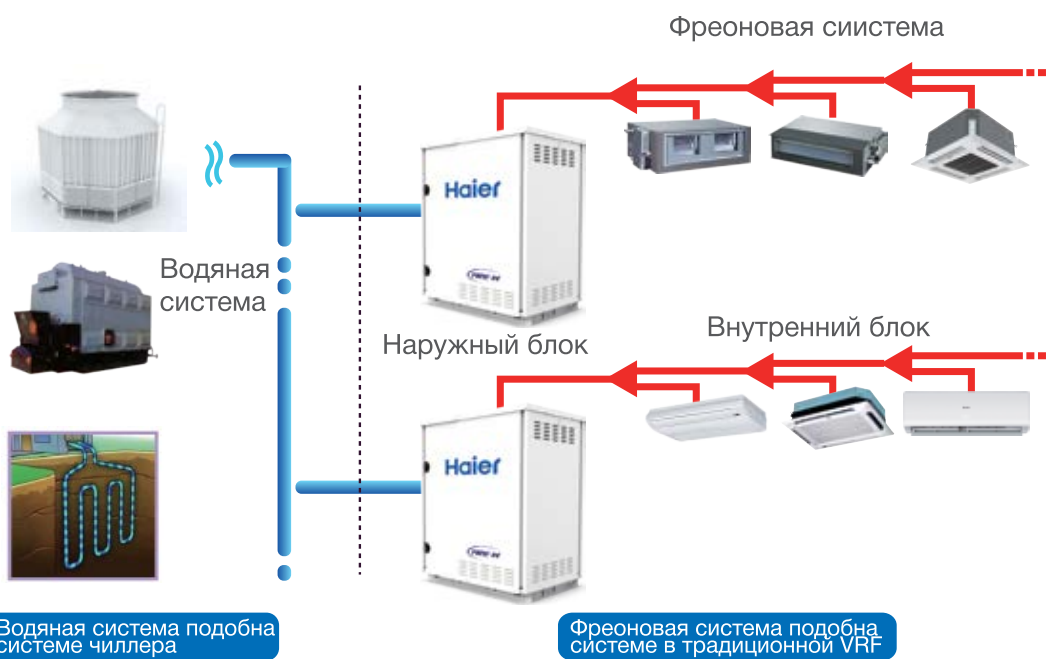 Фреоновая сиистема
Haier
Водяная
система
Наружный блок
Внутренний блок
Haier
Водяная система подобна
системе чиллера
Фреоновая система подобна
системе в традиционной VRF